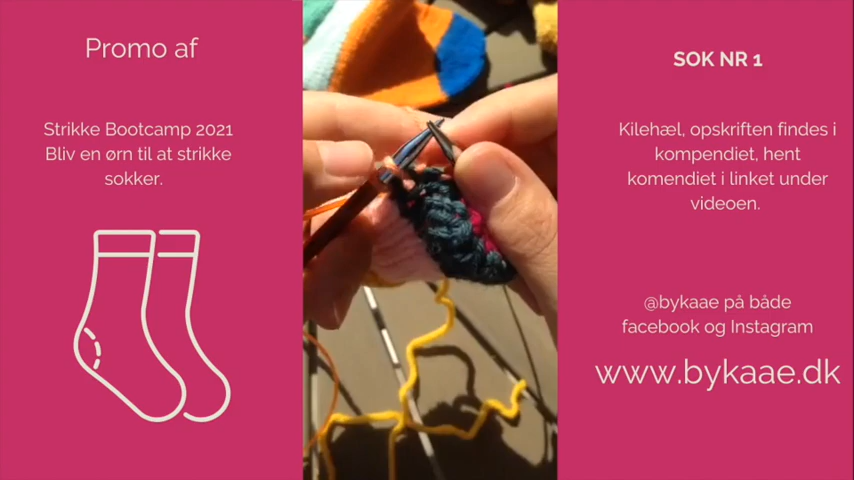 Promo af
Strikke Bootcamp 2021
Bliv en ørn til at strikke
sokker.
SOK NR 1
Kilehæl, opskriften findes i
kompendiet, hent
komendiet i linket under
videoen.
@bykaae på både
facebook og Instagram
www.bykaae.dk